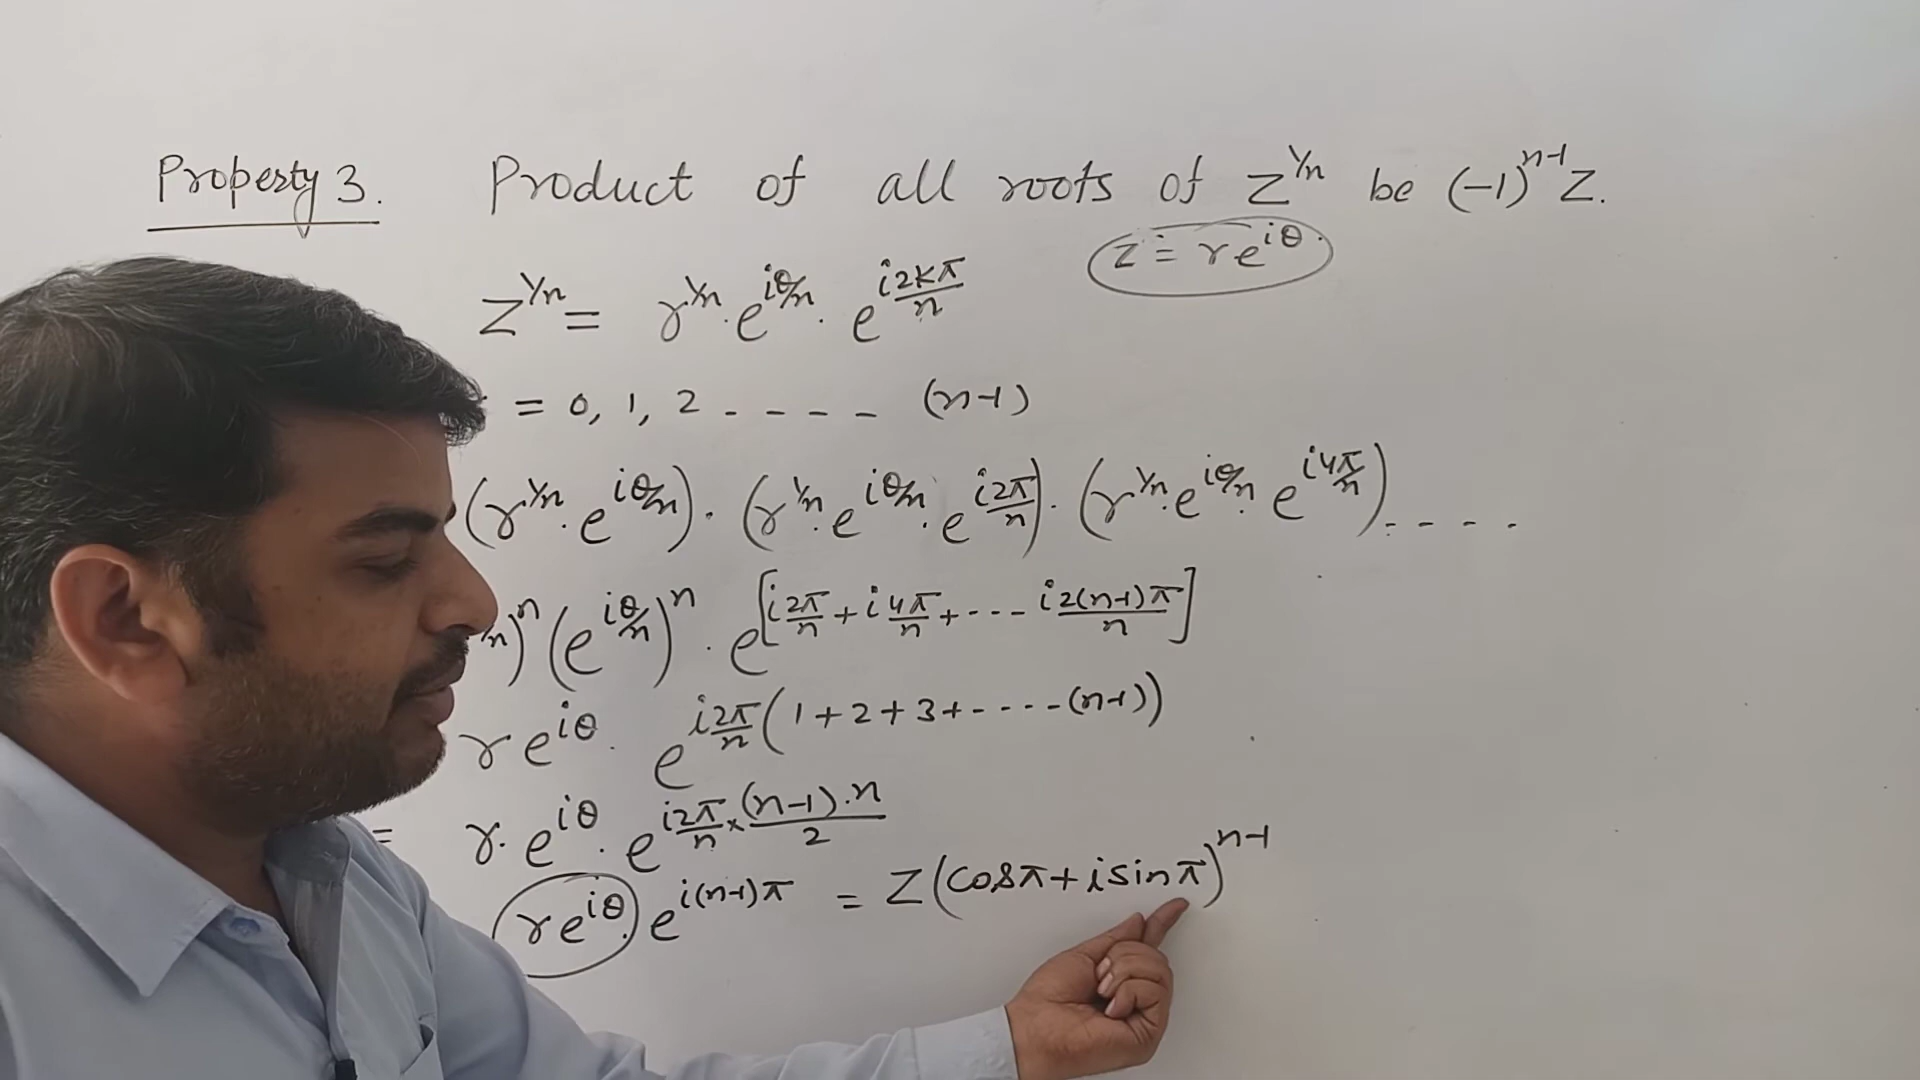 Property 3. Product of all roots of Z^{1/n} be (-1)^{n-1} Z.
Z = re^{iθ}.
Z^{1/n} = r^{1/n}. e^{iθ/n}. e^{i2kπ/n}
= 0, 1, 2 - - - - (n-1)
(r^{1/n}. e^{iθ/n}). (r^{1/n}. e^{iθ/n}. e^{i2π/n}). (r^{1/n}. e^{iθ/n}. e^{i4π/n}) - - - -
n)^n (e^{iθ/n})^n . e^{[i2π/n + i4π/n + - - - i2(n-1)π/n]}
re^{iθ}. e^{i2π/n (1+2+3+ - - - - (n-1))}
= r. e^{iθ}. e^{i2π/n × (n-1).n/2}
re^{iθ}. e^{i(n-1)π} = Z(cosπ + isinπ)^{n-1}